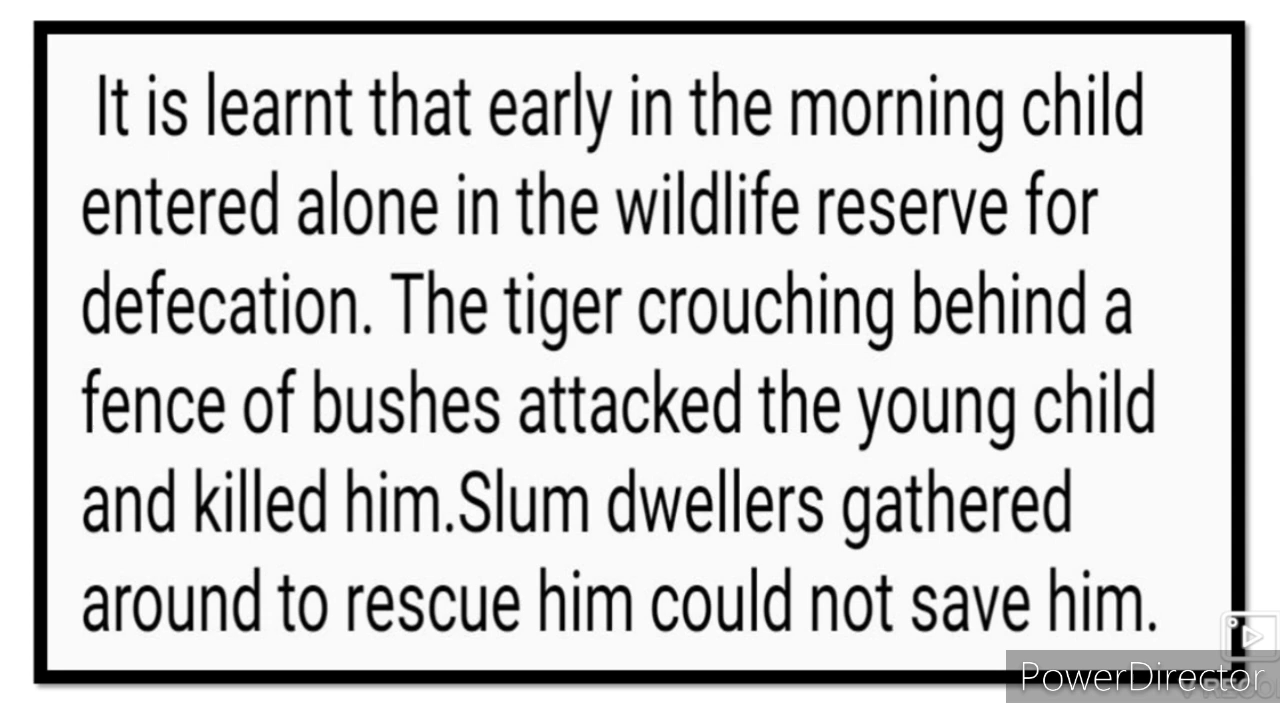 It is learnt that early in the morning child
entered alone in the wildlife reserve for
defecation. The tiger crouching behind a
fence of bushes attacked the young child
and killed him.Slum dwellers gathered
around to rescue him could not save him.
PowerDirector